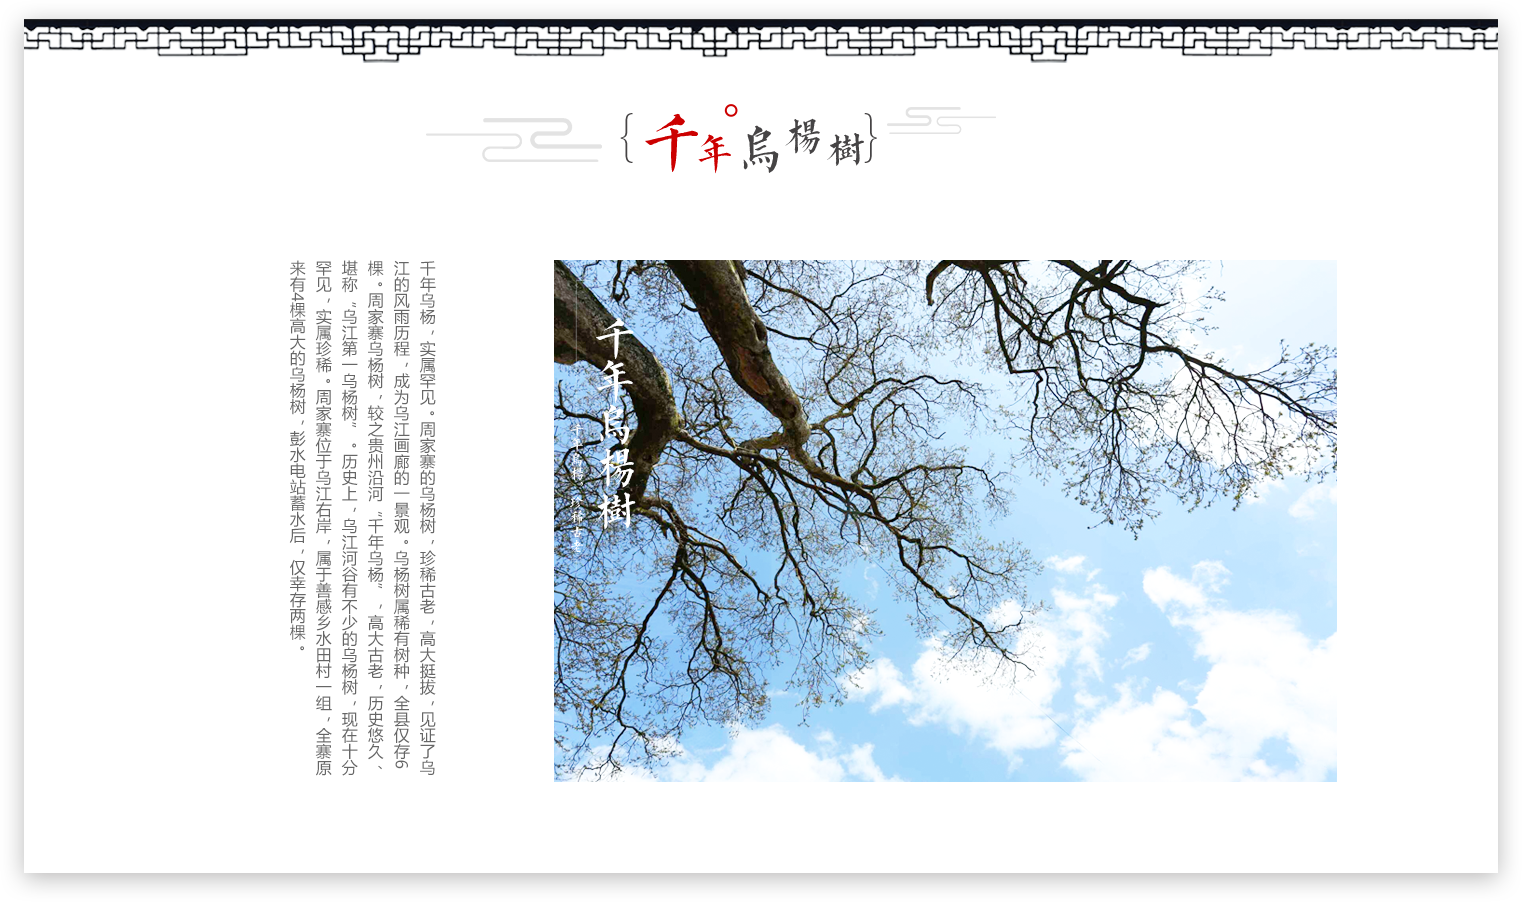 千年烏楊樹
千年乌杨，实属罕见。周家寨的乌杨树，珍稀古老，高大挺拔，见证了乌
江的风雨历程，成为乌江画廊的一景观。乌杨树属稀有树种，全县仅存6
棵。周家寨乌杨树，较之贵州沿河“千年乌杨”，高大古老，历史悠久、
堪称“乌江第一乌杨树”。历史上，乌江河谷有不少的乌杨树，现在十分
罕见，实属珍稀。周家寨位于乌江右岸，属于善感乡水田村一组，全寨原
来有4棵高大的乌杨树，彭水电站蓄水后，仅幸存两棵。
千年烏楊樹